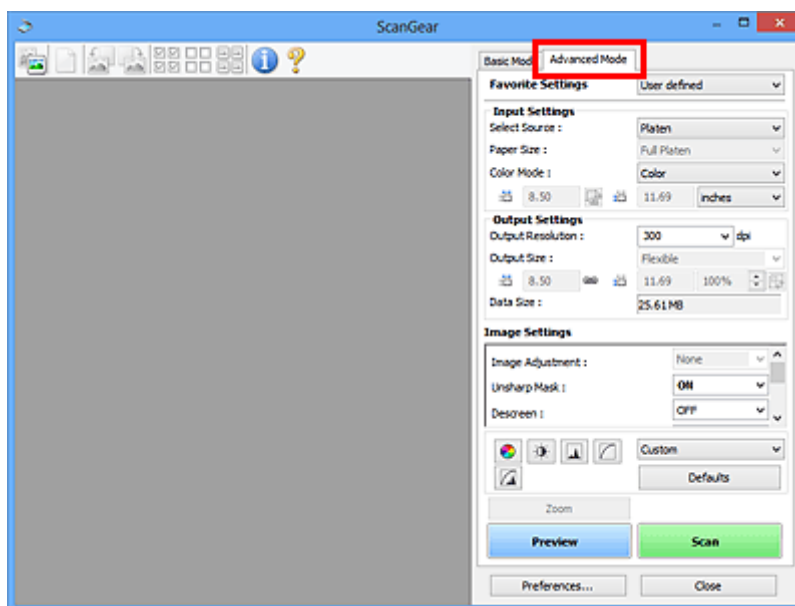 ScanGear
Basic Mod Advanced Mode
Favorite Settings User defined
Input Settings
Select Source : Platen
Paper Size : Full Platen
Color Mode : Color
8.50 11.69 inches
Output Settings
Output Resolution : 300 dpi
Output Size : Flexible
8.50 11.69 100%
Data Size : 25.61MB
Image Settings
Image Adjustment : None
Unsharp Mask : ON
Descreen : OFF
Custom
Defaults
Zoom
Preview Scan
Preferences... Close